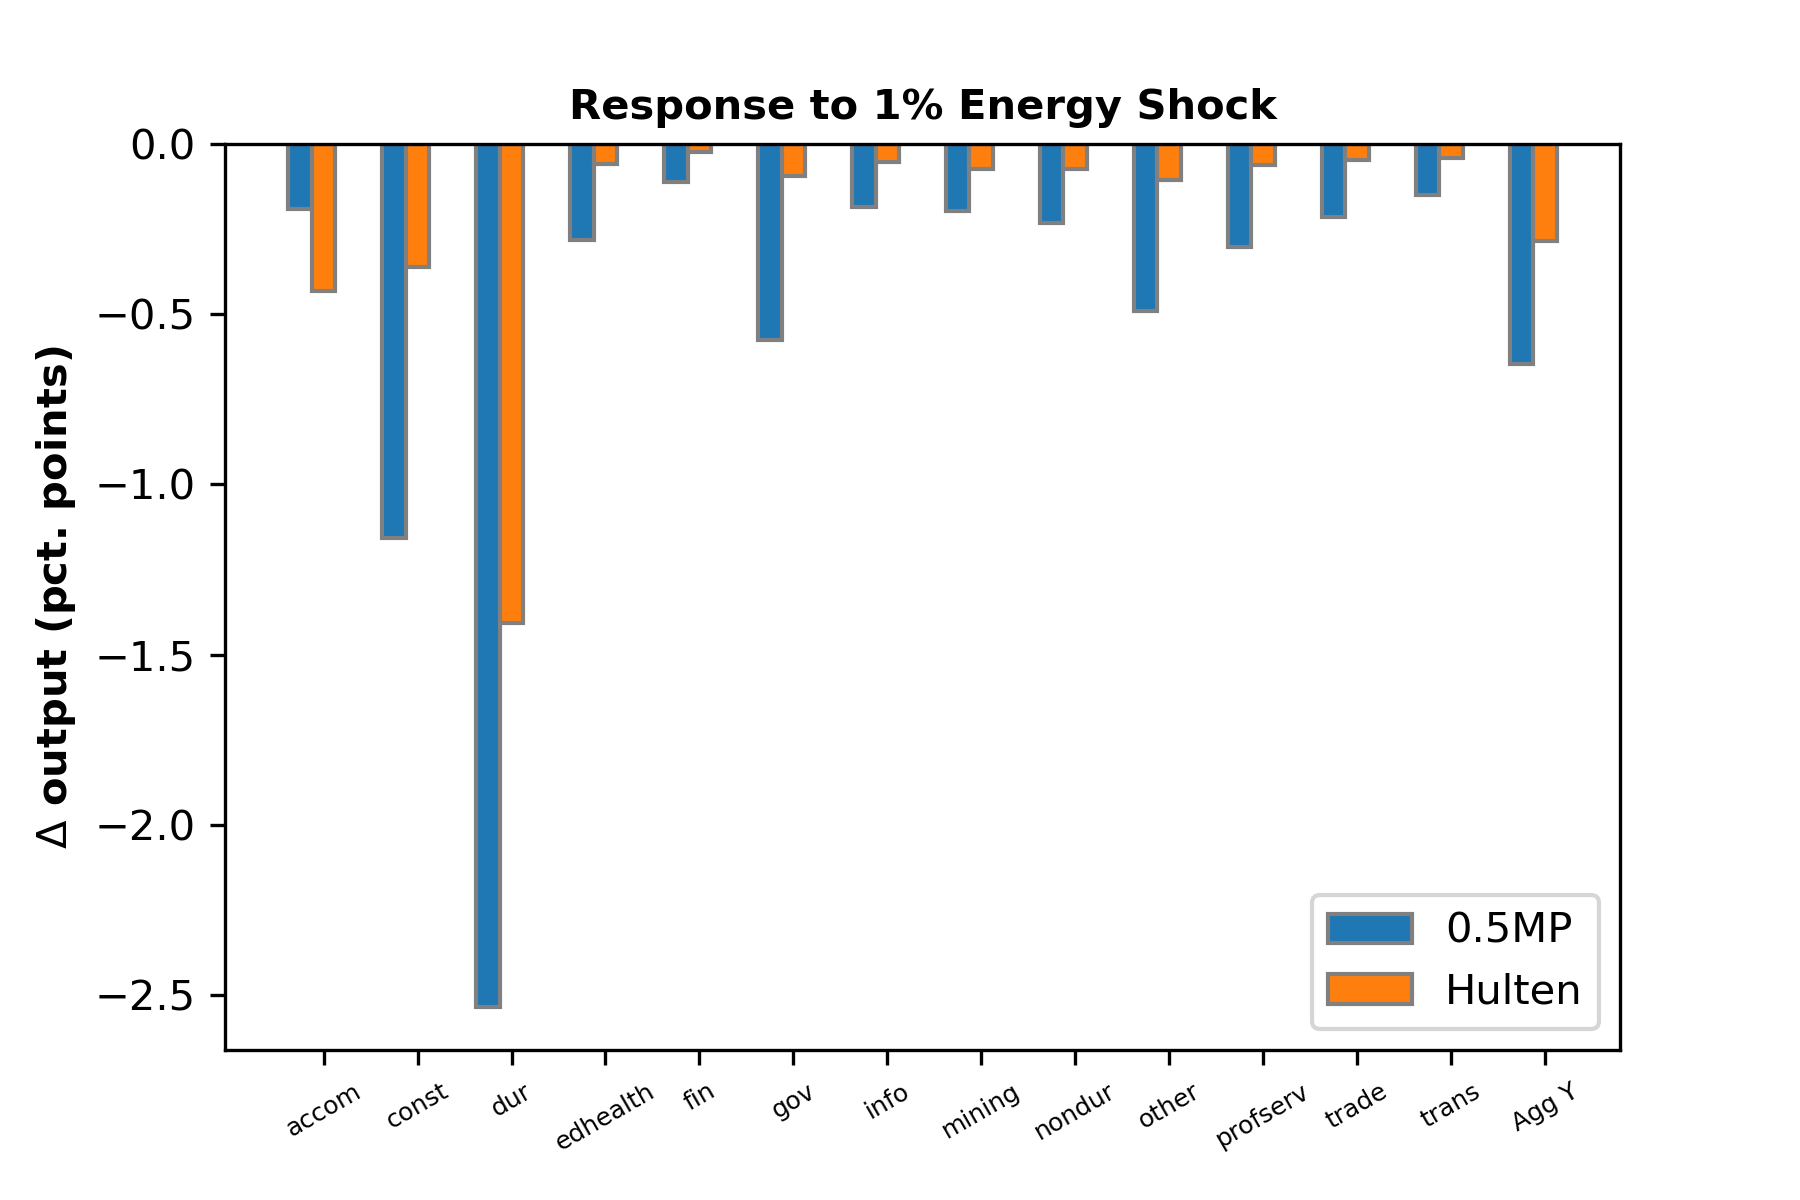 Response to 1% Energy Shock
Δ output (pct. points)
0.0
−0.5
−1.0
−1.5
−2.0
−2.5
0.5MP
Hulten
accom
const
dur
edhealth
fin
gov
info
mining
nondur
other
profserv
trade
trans
Agg Y